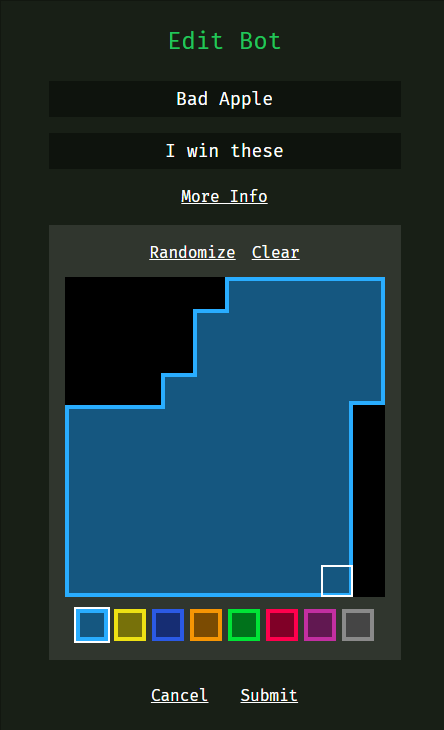 Edit Bot
Bad Apple
I win these
More Info
Randomize Clear
Cancel Submit